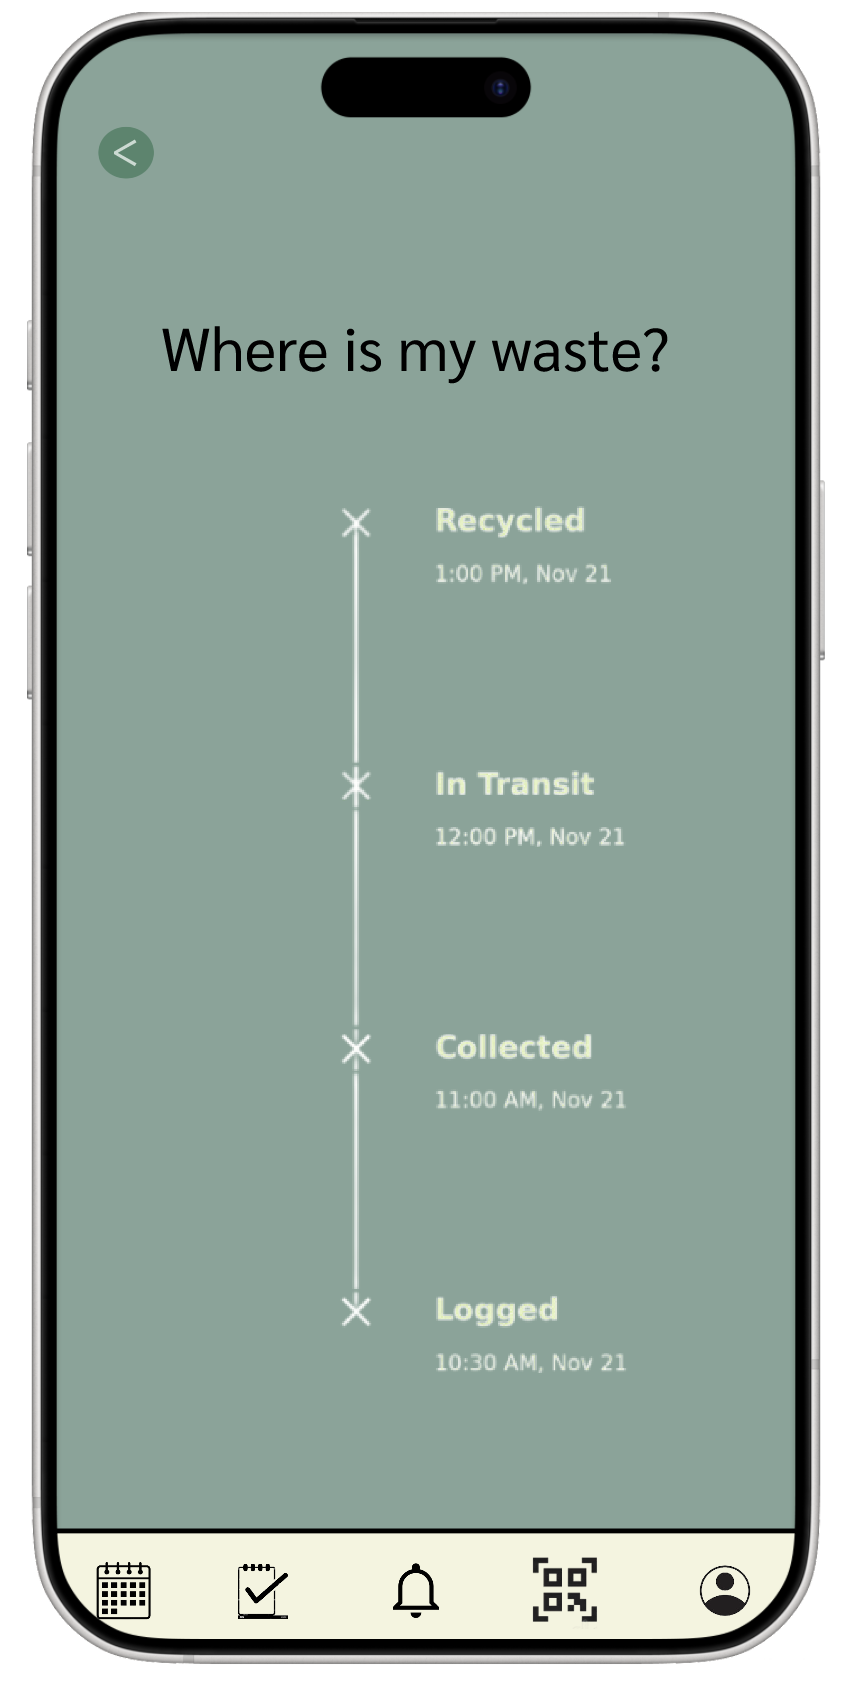 <
Where is my waste?
Recycled
1:00 PM, Nov 21
In Transit
12:00 PM, Nov 21
Collected
11:00 AM, Nov 21
Logged
10:30 AM, Nov 21